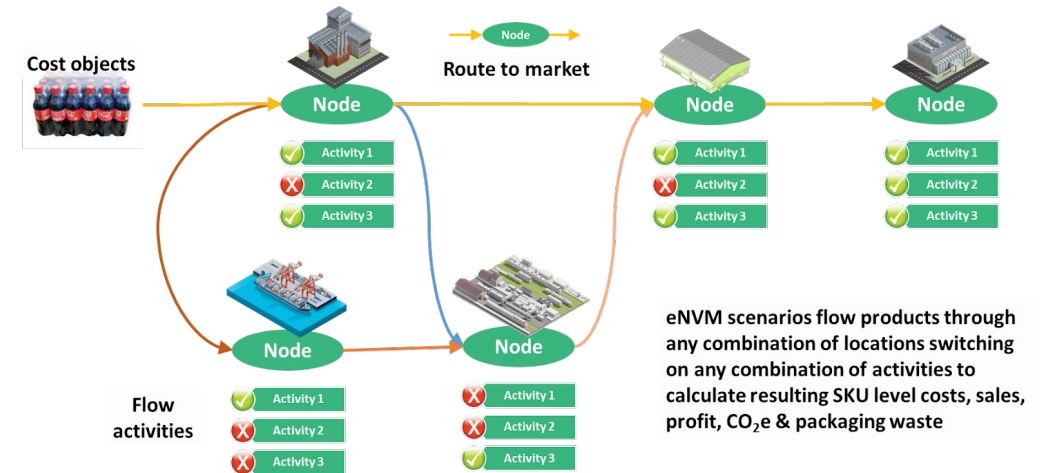 Cost objects
Node
Route to market
Node
Node
Node
Activity 1
Activity 2
Activity 3
Activity 1
Activity 2
Activity 3
Activity 1
Activity 2
Activity 3
Node
Node
eNVM scenarios flow products through
any combination of locations switching
on any combination of activities to
calculate resulting SKU level costs, sales,
profit, CO₂e & packaging waste
Flow
activities
Activity 1
Activity 2
Activity 3
Activity 1
Activity 2
Activity 3